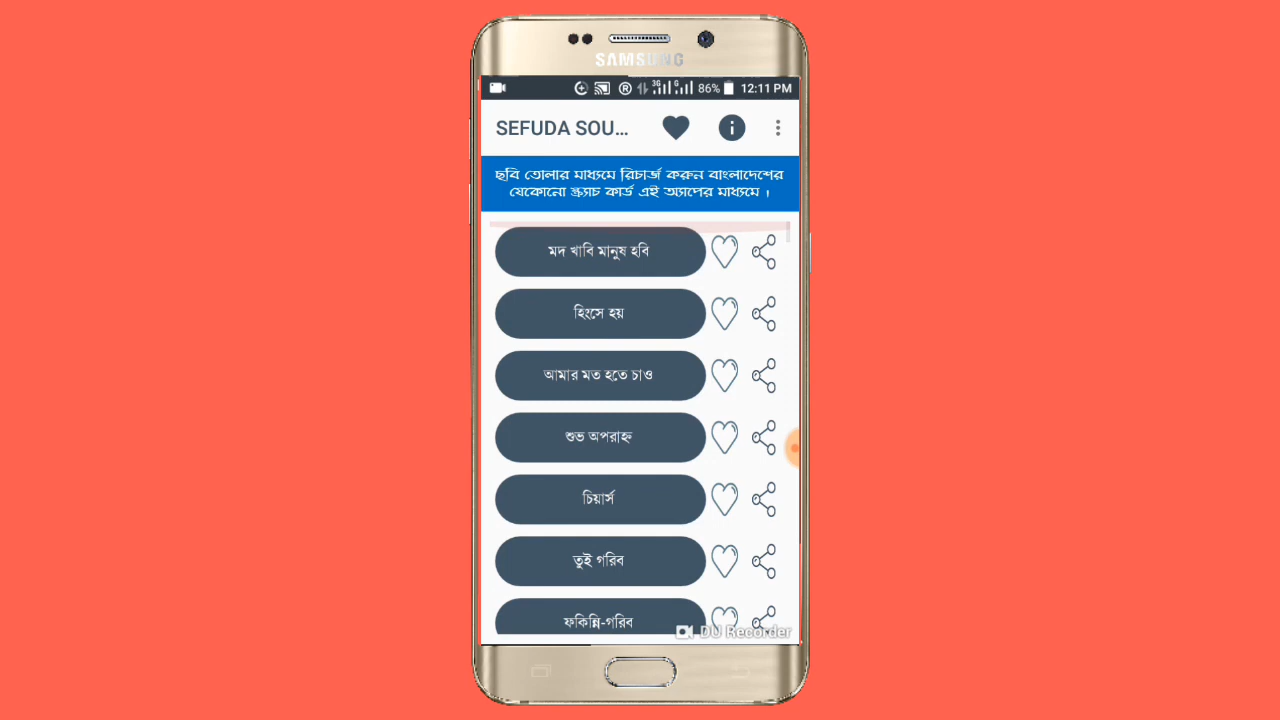 SAMSUNG
3G G 86% 12:11 PM
SEFUDA SOU...
ছবি তোলার মাধ্যমে রিচার্জ করুন বাংলাদেশের
যেকোনো স্ক্র্যাচ কার্ড এই অ্যাপের মাধ্যমে ।
মদ খাবি মানুষ হবি
হিংসে হয়
আমার মত হতে চাও
শুভ অপরাহ্ন
চিয়ার্স
তুই গরিব
ফকিন্নি-গরিব
DU Recorder